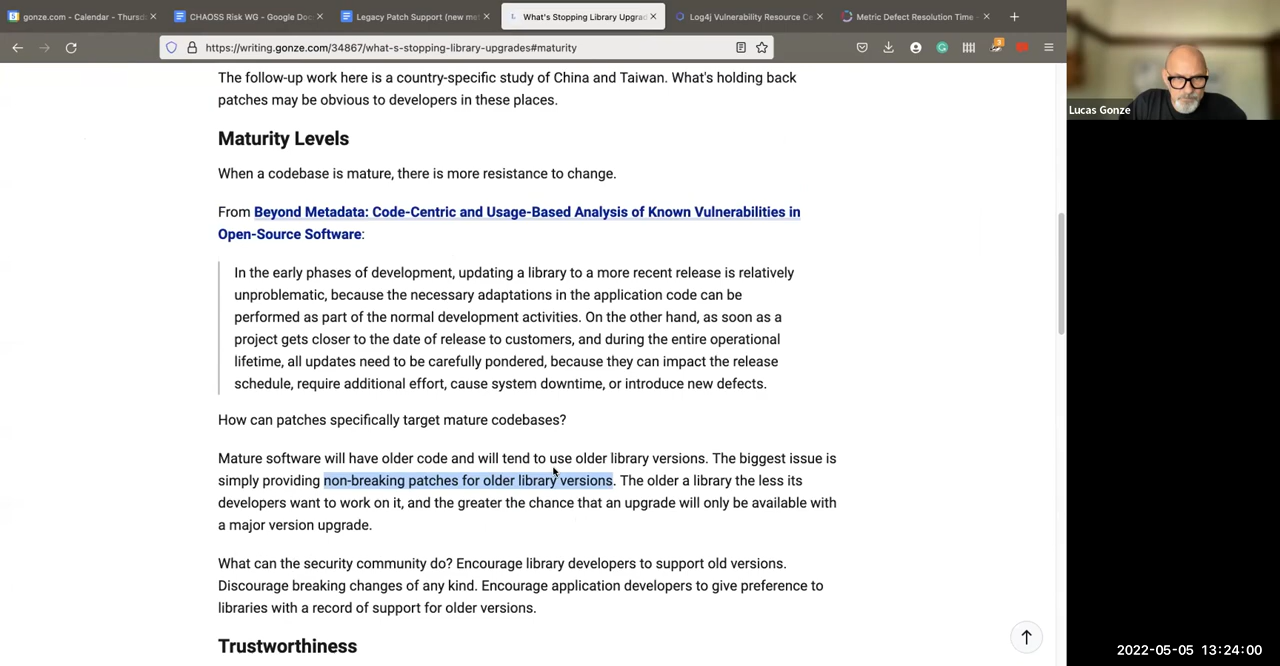 gonze.com - Calendar - Thursd
CHAOSS Risk WG - Google Doc
Legacy Patch Support (new me
What's Stopping Library Upgrad
Log4j Vulnerability Resource Ce
Metric Defect Resolution Time -
https://writing.gonze.com/34867/what-s-stopping-library-upgrades#maturity
3
The follow-up work here is a country-specific study of China and Taiwan. What's holding back
patches may be obvious to developers in these places.
Maturity Levels
When a codebase is mature, there is more resistance to change.
From Beyond Metadata: Code-Centric and Usage-Based Analysis of Known Vulnerabilities in
Open-Source Software:
In the early phases of development, updating a library to a more recent release is relatively
unproblematic, because the necessary adaptations in the application code can be
performed as part of the normal development activities. On the other hand, as soon as a
project gets closer to the date of release to customers, and during the entire operational
lifetime, all updates need to be carefully pondered, because they can impact the release
schedule, require additional effort, cause system downtime, or introduce new defects.
How can patches specifically target mature codebases?
Mature software will have older code and will tend to use older library versions. The biggest issue is
simply providing non-breaking patches for older library versions. The older a library the less its
developers want to work on it, and the greater the chance that an upgrade will only be available with
a major version upgrade.
What can the security community do? Encourage library developers to support old versions.
Discourage breaking changes of any kind. Encourage application developers to give preference to
libraries with a record of support for older versions.
Trustworthiness
Lucas Gonze
2022-05-05 13:24:00